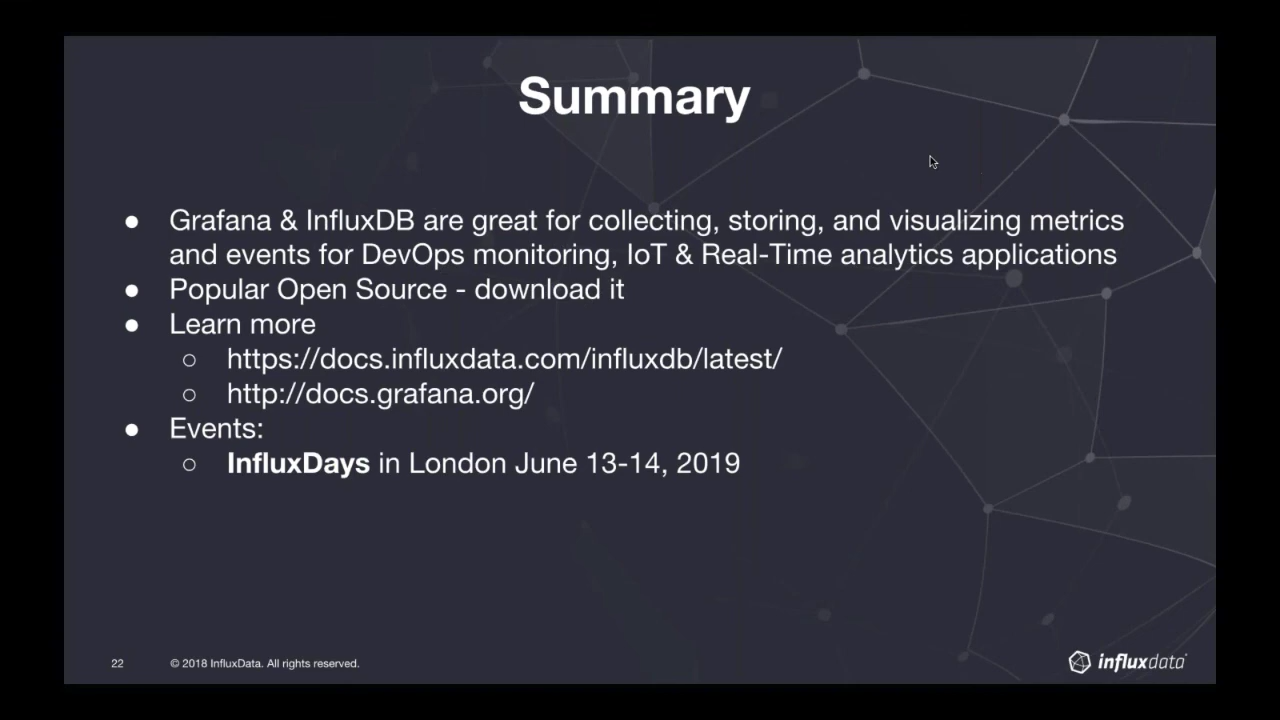 Summary
● Grafana & InfluxDB are great for collecting, storing, and visualizing metrics
and events for DevOps monitoring, IoT & Real-Time analytics applications
● Popular Open Source - download it
● Learn more
○ https://docs.influxdata.com/influxdb/latest/
○ http://docs.grafana.org/
● Events:
○ InfluxDays in London June 13-14, 2019
22 © 2018 InfluxData. All rights reserved.
influxdata